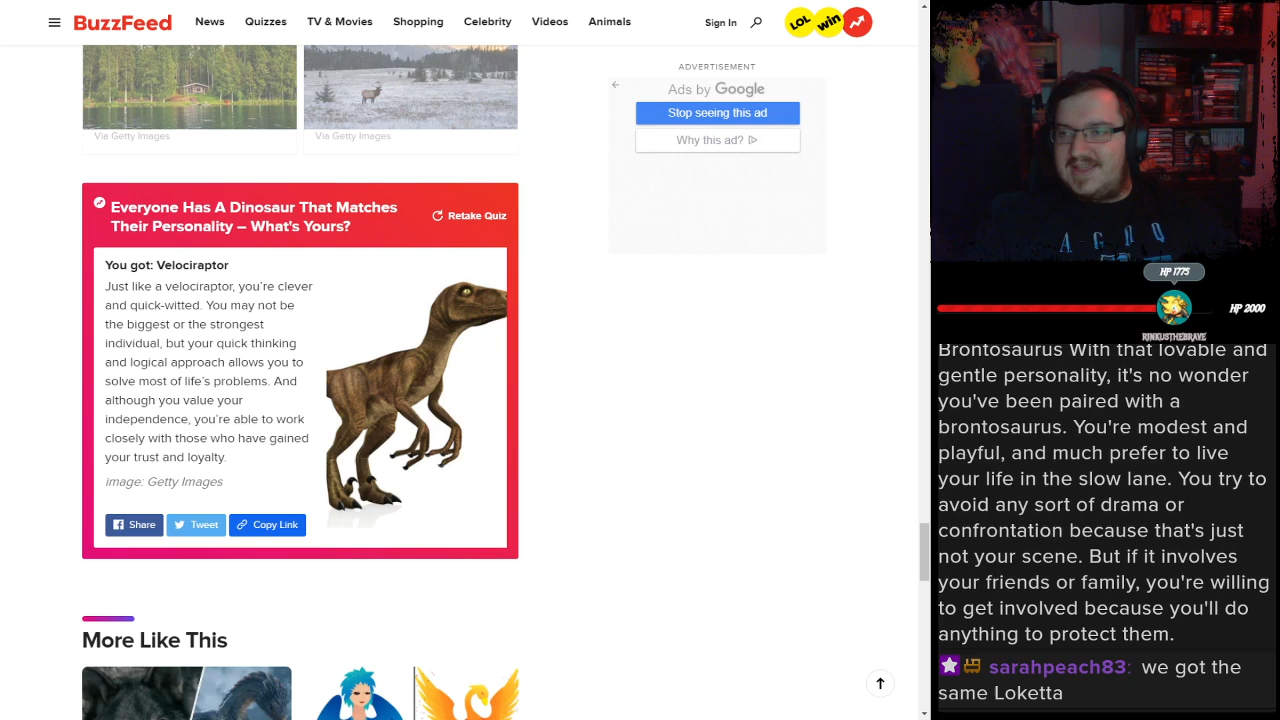 BuzzFeed News Quizzes TV & Movies Shopping Celebrity Videos Animals Sign In LOL win
Via Getty Images Via Getty Images
ADVERTISEMENT
Ads by Google
Stop seeing this ad
Why this ad?
Everyone Has A Dinosaur That Matches
Their Personality – What's Yours?
Retake Quiz
You got: Velociraptor
Just like a velociraptor, you’re clever
and quick-witted. You may not be
the biggest or the strongest
individual, but your quick thinking
and logical approach allows you to
solve most of life’s problems. And
although you value your
independence, you’re able to work
closely with those who have gained
your trust and loyalty.
image: Getty Images
Share Tweet Copy Link
More Like This
AGDQ
HP 1775
HP 2000
RINKUSTHEBRAVE
Brontosaurus With that lovable and
gentle personality, it's no wonder
you've been paired with a
brontosaurus. You're modest and
playful, and much prefer to live
your life in the slow lane. You try to
avoid any sort of drama or
confrontation because that's just
not your scene. But if it involves
your friends or family, you're willing
to get involved because you'll do
anything to protect them.
sarahpeach83: we got the
same Loketta